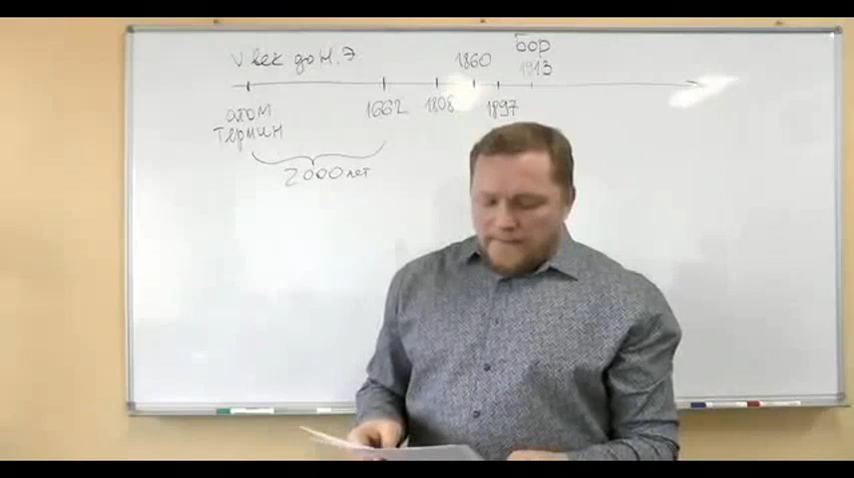 V век до н.э
1860
Бор
1913
атом
термин
1662
1808
1897
2000 лет